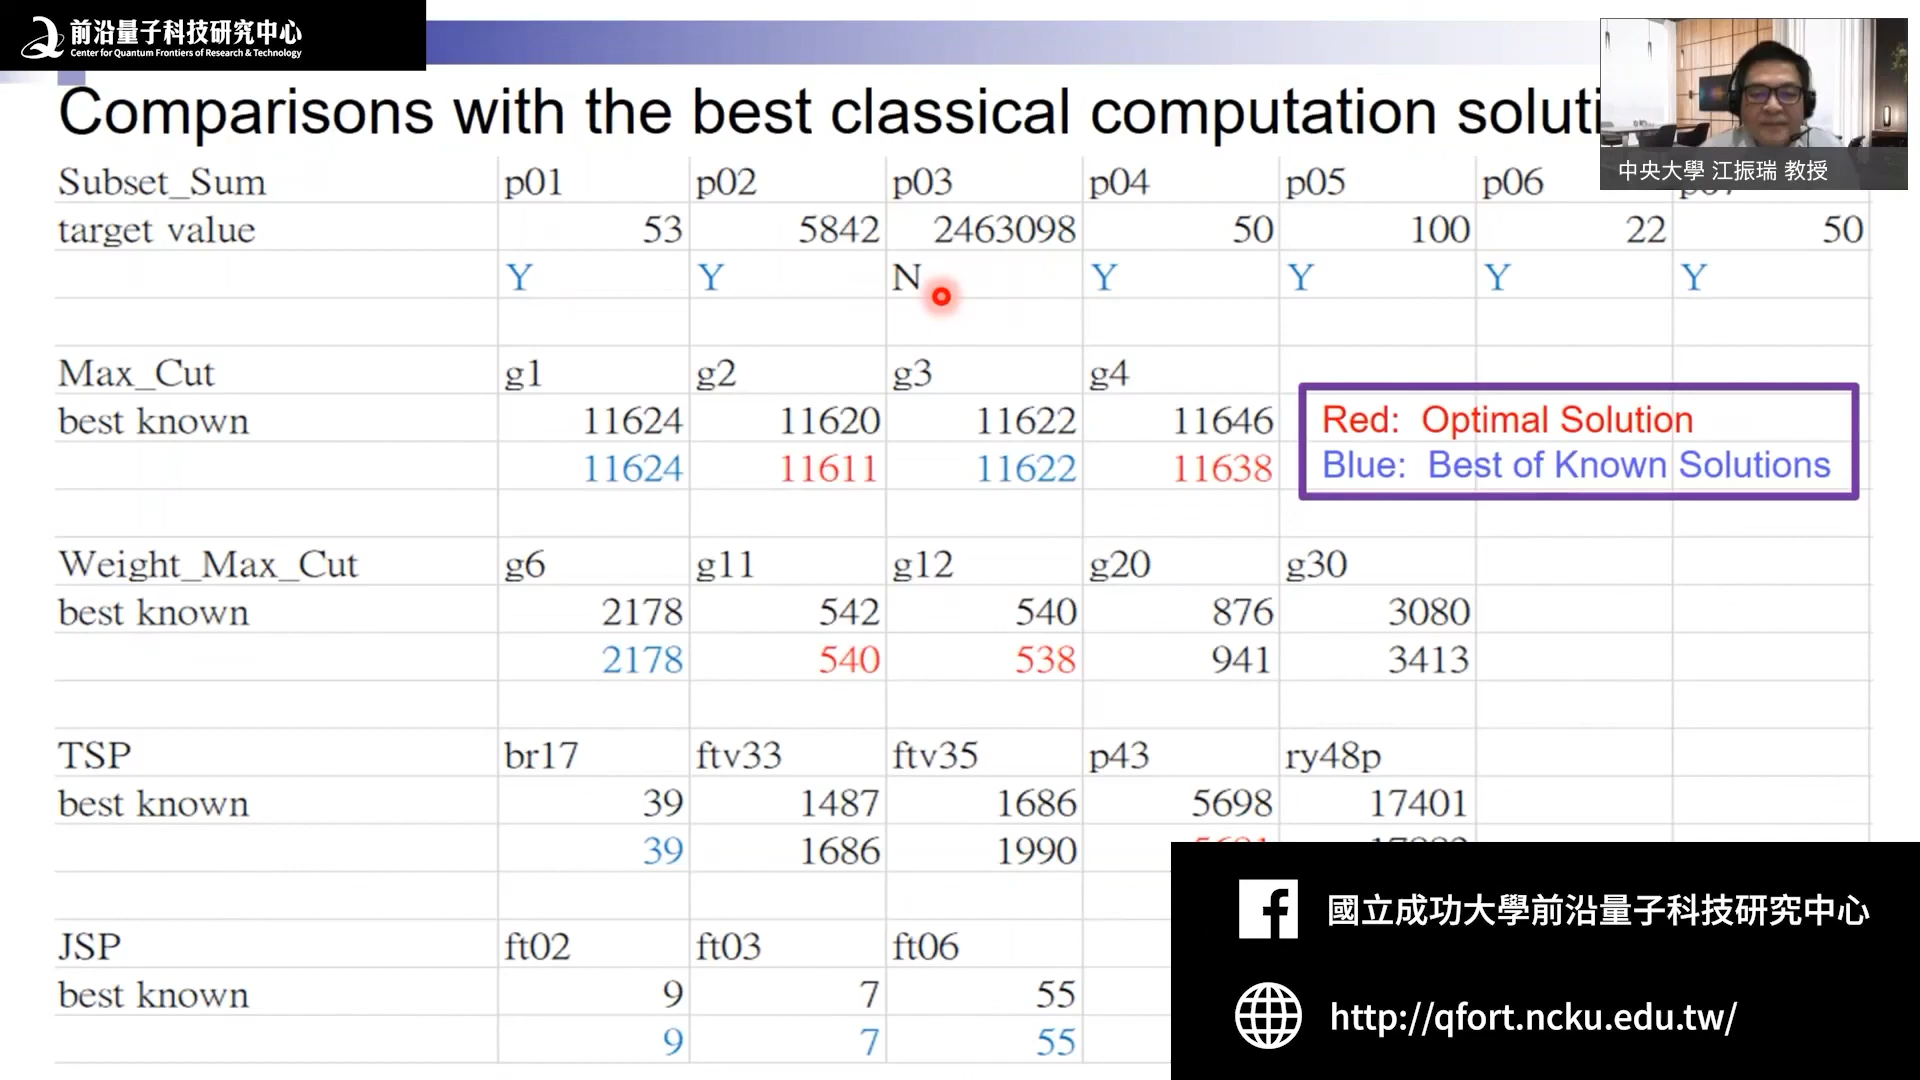 前沿量子科技研究中心
Center for Quantum Frontiers of Research & Technology
Comparisons with the best classical computation
中央大學 江振瑞 教授
Subset_Sum p01 p02 p03 p04 p05 p06
target value 53 5842 2463098 50 100 22 50
Y Y N Y Y Y Y
Max_Cut g1 g2 g3 g4
best known 11624 11620 11622 11646
11624 11611 11622 11638
Red: Optimal Solution
Blue: Best of Known Solutions
Weight_Max_Cut g6 g11 g12 g20 g30
best known 2178 542 540 876 3080
2178 540 538 941 3413
TSP br17 ftv33 ftv35 p43 ry48p
best known 39 1487 1686 5698 17401
39 1686 1990
JSP ft02 ft03 ft06
best known 9 7 55
9 7 55
國立成功大學前沿量子科技研究中心
http://qfort.ncku.edu.tw/